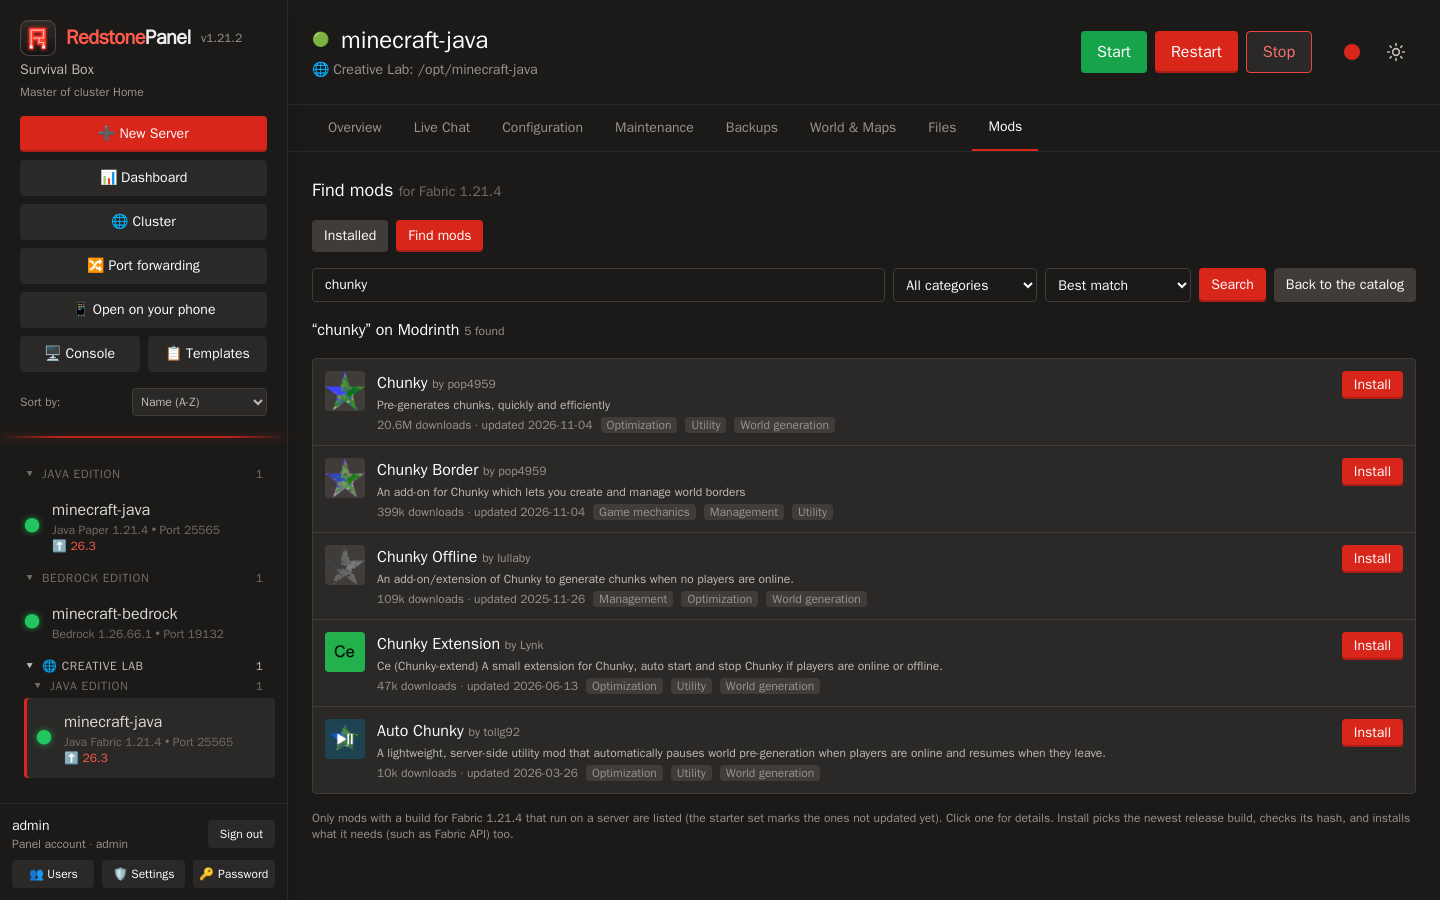 RedstonePanel v1.21.2
Survival Box
Master of cluster Home
➕ New Server
📊 Dashboard
🌐 Cluster
🔀 Port forwarding
📱 Open on your phone
🖥️ Console
📋 Templates
Sort by:
Name (A-Z)
▼ JAVA EDITION 1
minecraft-java
Java Paper 1.21.4 • Port 25565
⬆️ 26.3
▼ BEDROCK EDITION 1
minecraft-bedrock
Bedrock 1.26.66.1 • Port 19132
▼ 🌐 CREATIVE LAB 1
▼ JAVA EDITION 1
minecraft-java
Java Fabric 1.21.4 • Port 25565
⬆️ 26.3
admin
Panel account · admin
Sign out
👥 Users
🛡️ Settings
🔑 Password
minecraft-java
🌐 Creative Lab: /opt/minecraft-java
Start
Restart
Stop
Overview
Live Chat
Configuration
Maintenance
Backups
World & Maps
Files
Mods
Find mods for Fabric 1.21.4
Installed
Find mods
chunky
All categories
Best match
Search
Back to the catalog
“chunky” on Modrinth 5 found
Chunky by pop4959
Pre-generates chunks, quickly and efficiently
20.6M downloads · updated 2026-11-04 Optimization Utility World generation
Install
Chunky Border by pop4959
An add-on for Chunky which lets you create and manage world borders
399k downloads · updated 2026-11-04 Game mechanics Management Utility
Install
Chunky Offline by lullaby
An add-on/extension of Chunky to generate chunks when no players are online.
109k downloads · updated 2025-11-26 Management Optimization World generation
Install
Ce
Chunky Extension by Lynk
Ce (Chunky-extend) A small extension for Chunky, auto start and stop Chunky if players are online or offline.
47k downloads · updated 2026-06-13 Optimization Utility World generation
Install
Auto Chunky by tollg92
A lightweight, server-side utility mod that automatically pauses world pre-generation when players are online and resumes when they leave.
10k downloads · updated 2026-03-26 Optimization Utility World generation
Install
Only mods with a build for Fabric 1.21.4 that run on a server are listed (the starter set marks the ones not updated yet). Click one for details. Install picks the newest release build, checks its hash, and installs
what it needs (such as Fabric API) too.